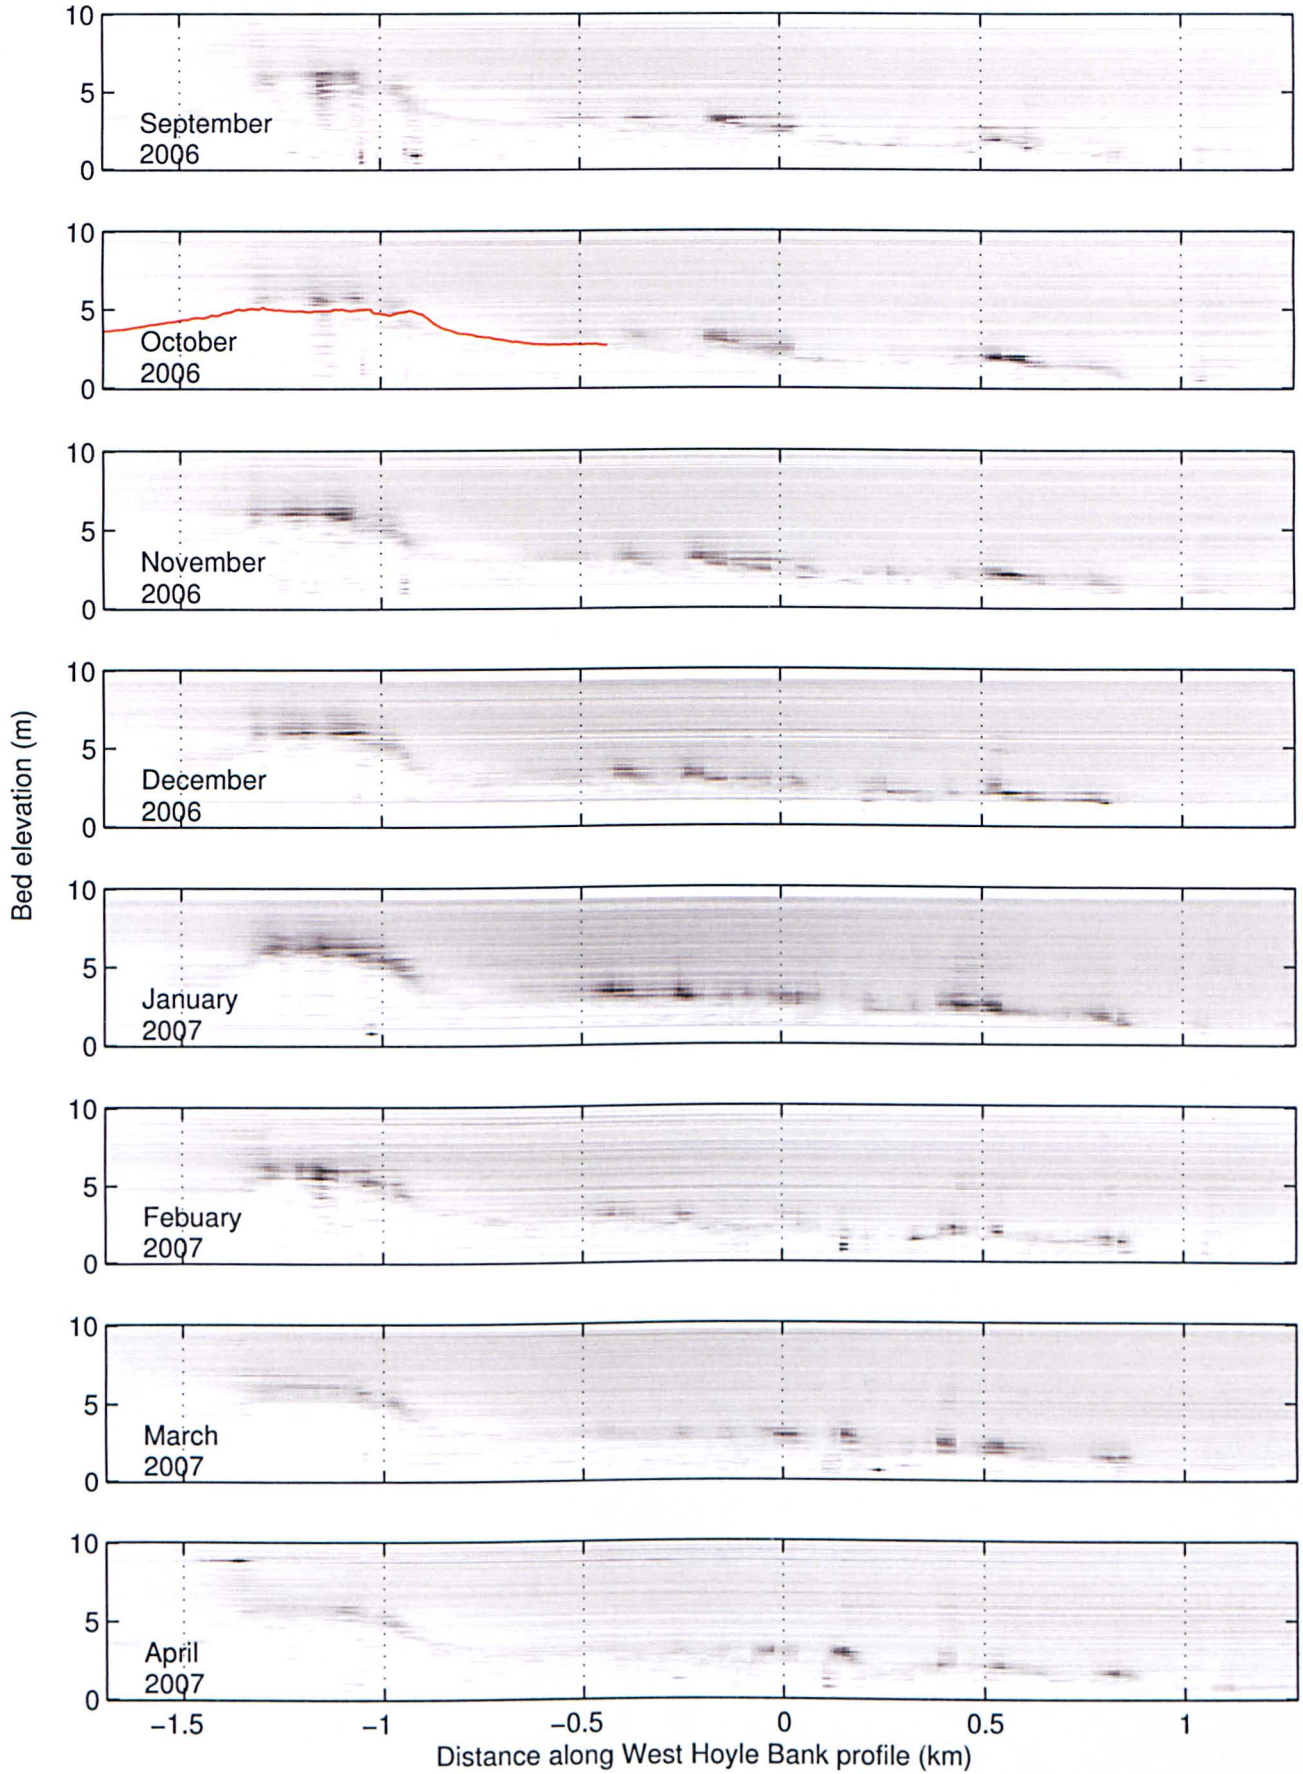 10
5
September
2006
0
10
5
October
2006
0
10
5
November
2006
0
10
5
December
2006
0
Bed elevation (m)
10
5
January
2007
0
10
5
Febuary
2007
0
10
5
March
2007
0
10
5
April
2007
0
−1.5 −1 −0.5 0 0.5 1
Distance along West Hoyle Bank profile (km)